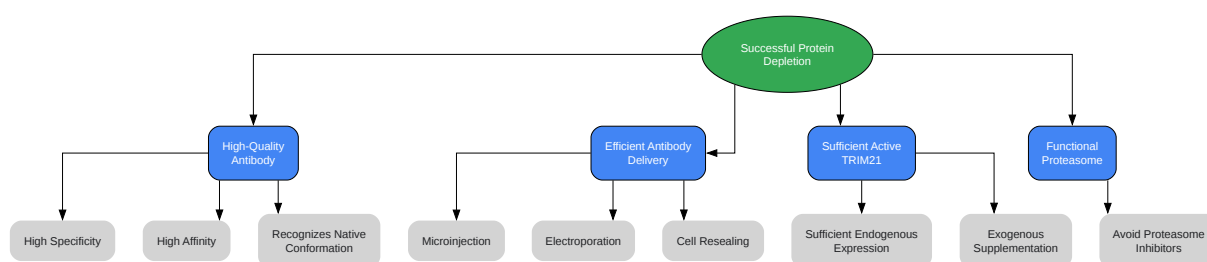 Successful Protein
Depletion
High-Quality
Antibody
Efficient Antibody
Delivery
Sufficient Active
TRIM21
Functional
Proteasome
High Specificity
High Affinity
Recognizes Native
Conformation
Microinjection
Electroporation
Cell Resealing
Sufficient Endogenous
Expression
Exogenous
Supplementation
Avoid Proteasome
Inhibitors